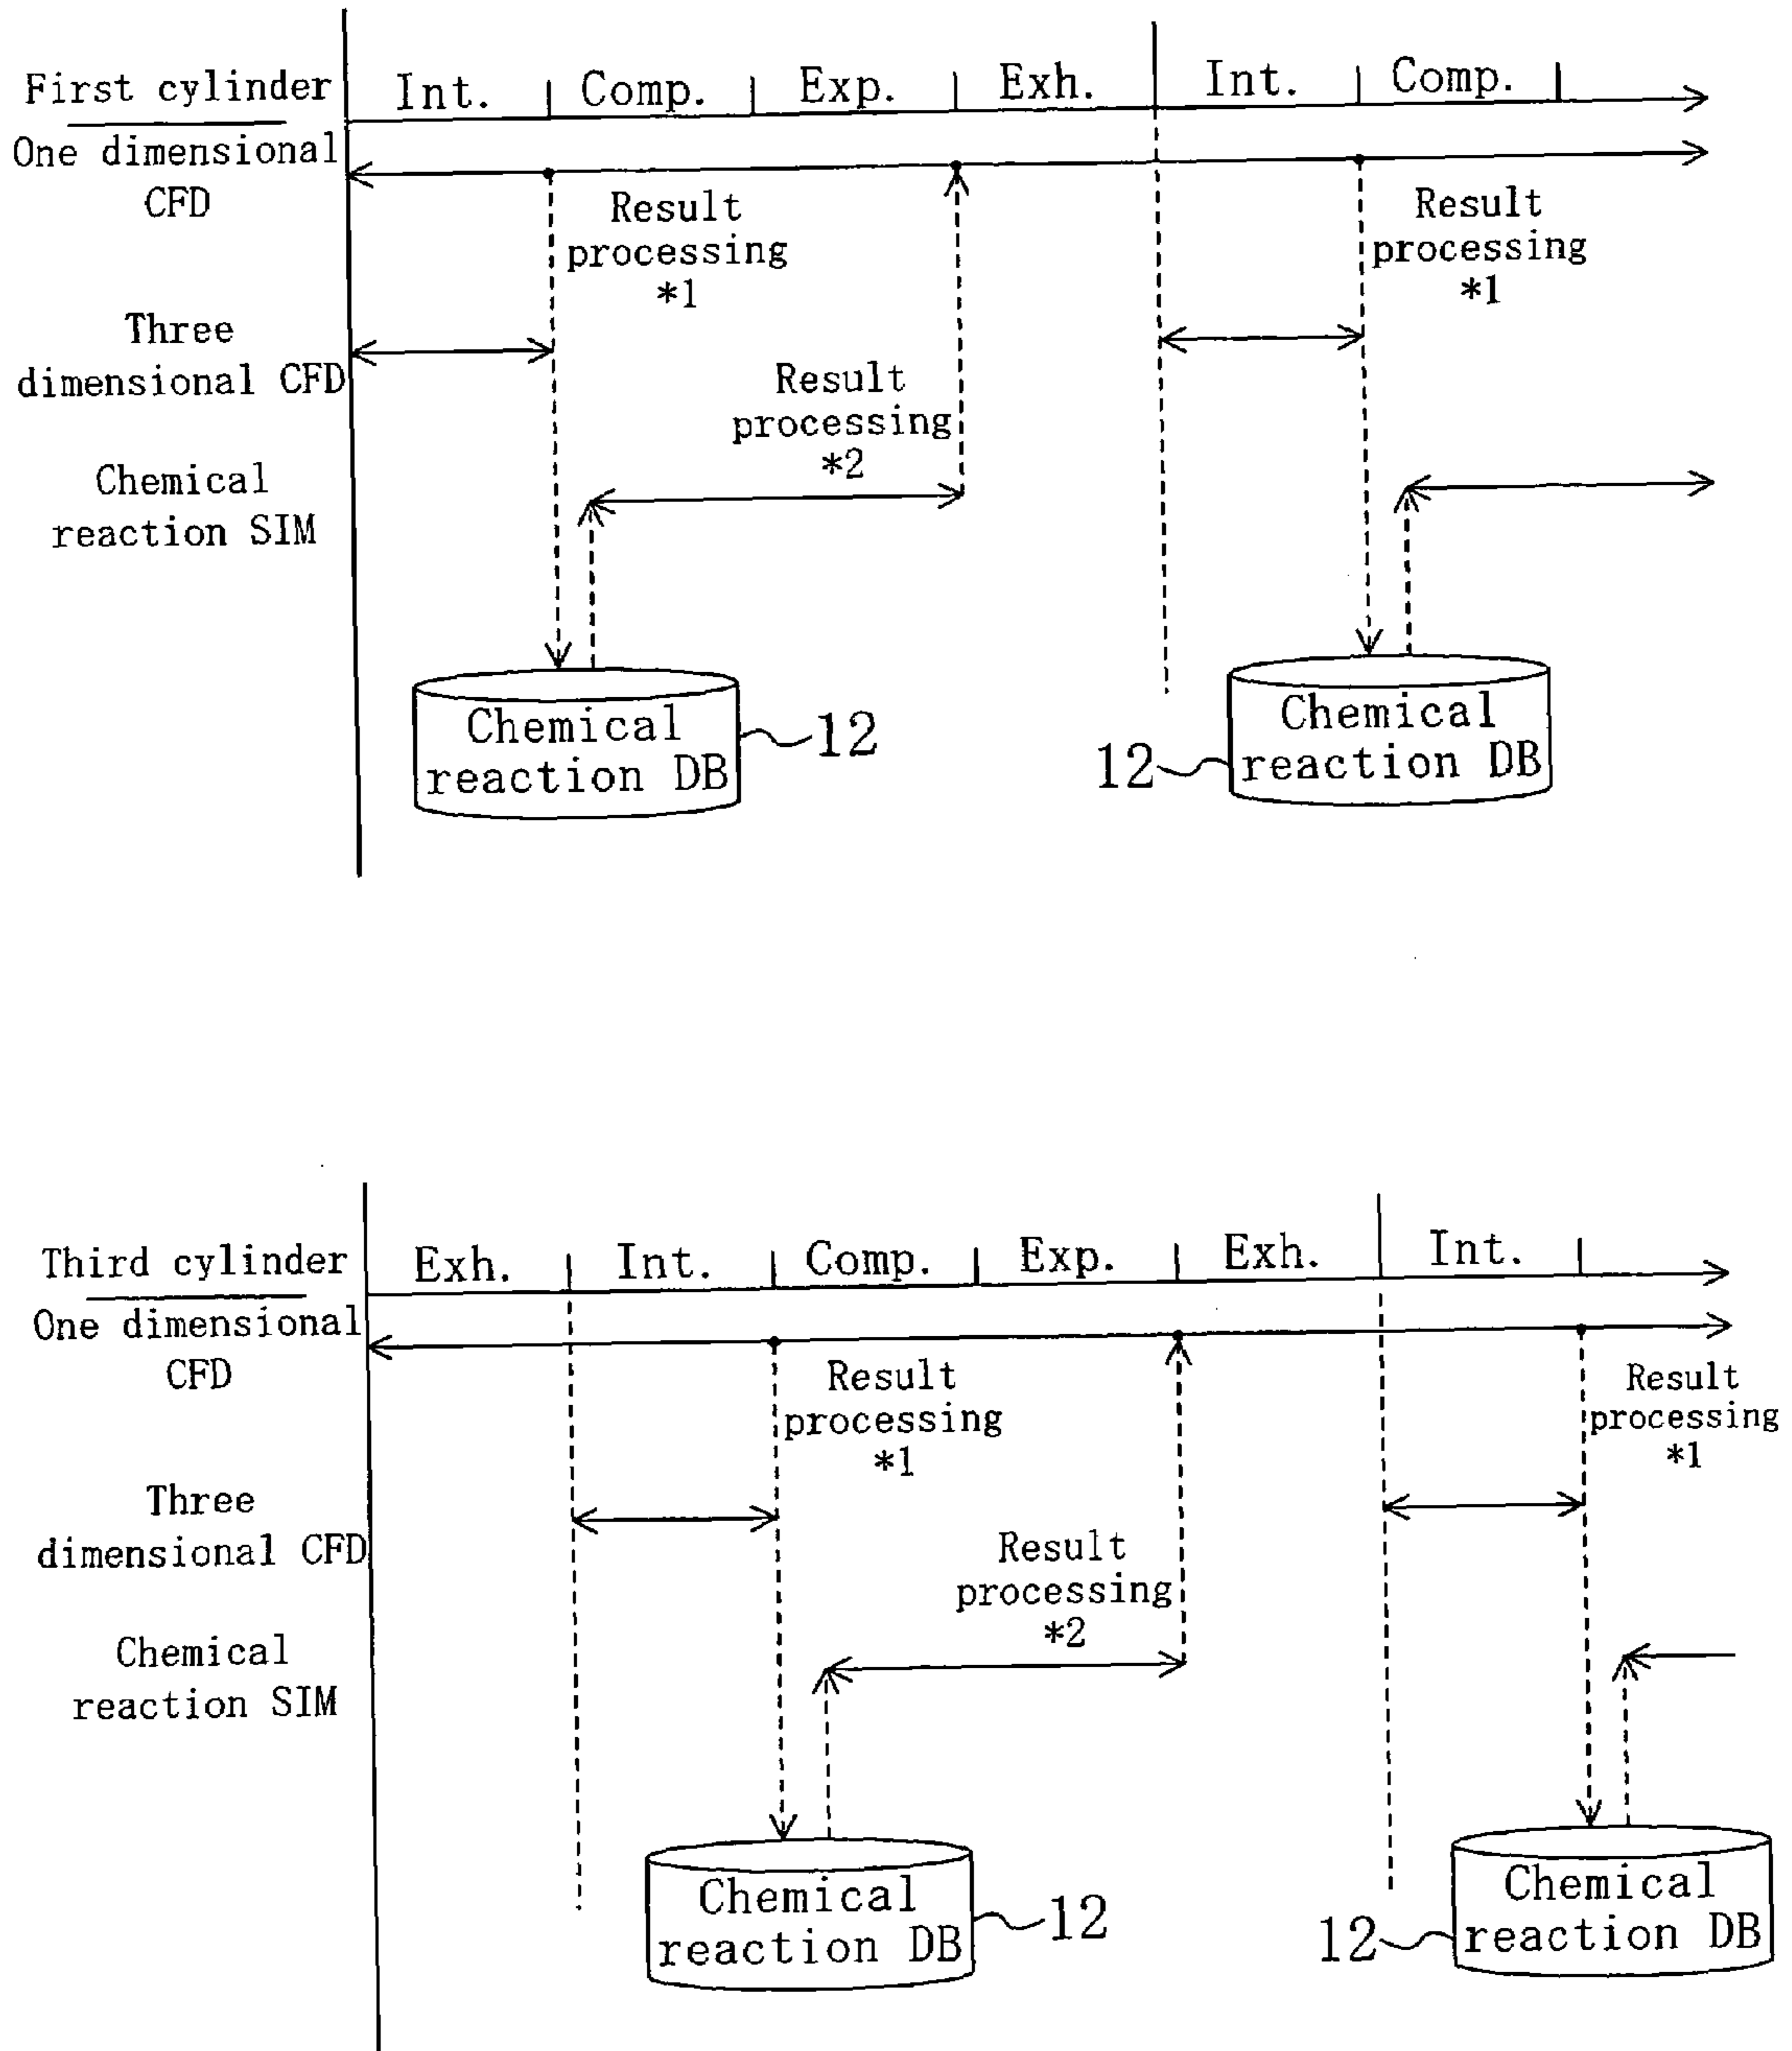 First cylinder
Int.
Comp.
Exp.
Exh.
Int.
Comp.
One dimensional
CFD
Result
processing
*1
Result
processing
*1
Three
dimensional CFD
Result
processing
*2
Chemical
reaction SIM
Chemical
reaction DB
12
12
Chemical
reaction DB
Third cylinder
Exh.
Int.
Comp.
Exp.
Exh.
Int.
One dimensional
CFD
Result
processing
*1
Result
processing
*1
Three
dimensional CFD
Result
processing
*2
Chemical
reaction SIM
Chemical
reaction DB
12
12
Chemical
reaction DB